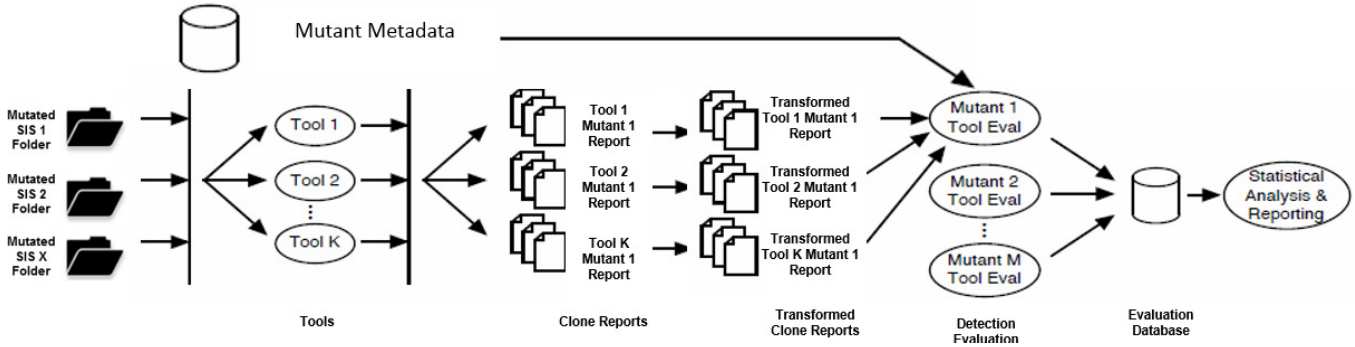 Mutant Metadata
Mutated
SIS 1
Folder
Mutated
SIS 2
Folder
Mutated
SIS X
Folder
Tool 1
Tool 2
Tool K
Tools
Tool 1
Mutant 1
Report
Tool 2
Mutant 1
Report
Tool K
Mutant 1
Report
Clone Reports
Transformed
Tool 1 Mutant 1
Report
Transformed
Tool 2 Mutant 1
Report
Transformed
Tool K Mutant 1
Report
Transformed
Clone Reports
Mutant 1
Tool Eval
Mutant 2
Tool Eval
Mutant M
Tool Eval
Detection
Evaluation
Evaluation
Database
Statistical
Analysis &
Reporting